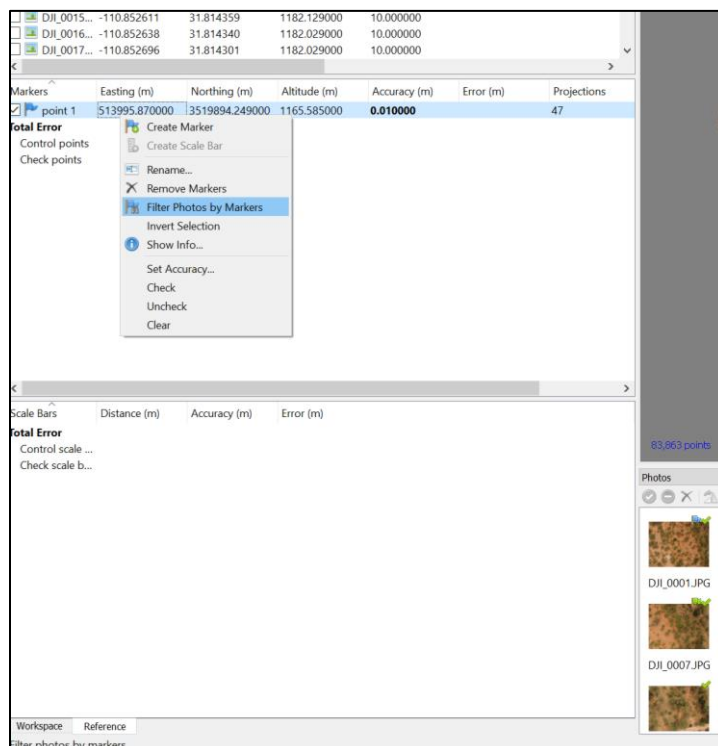 DJI_0015... -110.852611 31.814359 1182.129000 10.000000
DJI_0016... -110.852638 31.814340 1182.029000 10.000000
DJI_0017... -110.852696 31.814301 1182.029000 10.000000
Markers Easting (m) Northing (m) Altitude (m) Accuracy (m) Error (m) Projections
point 1 513995.870000 3519894.249000 1165.585000 0.010000 47
Total Error
Control points
Check points
Create Marker
Create Scale Bar
Rename...
Remove Markers
Filter Photos by Markers
Invert Selection
Show Info...
Set Accuracy...
Check
Uncheck
Clear
Scale Bars Distance (m) Accuracy (m) Error (m)
Total Error
Control scale ...
Check scale b...
83,863 points
Photos
DJI_0001.JPG
DJI_0007.JPG
Workspace Reference
Filter photos by markers